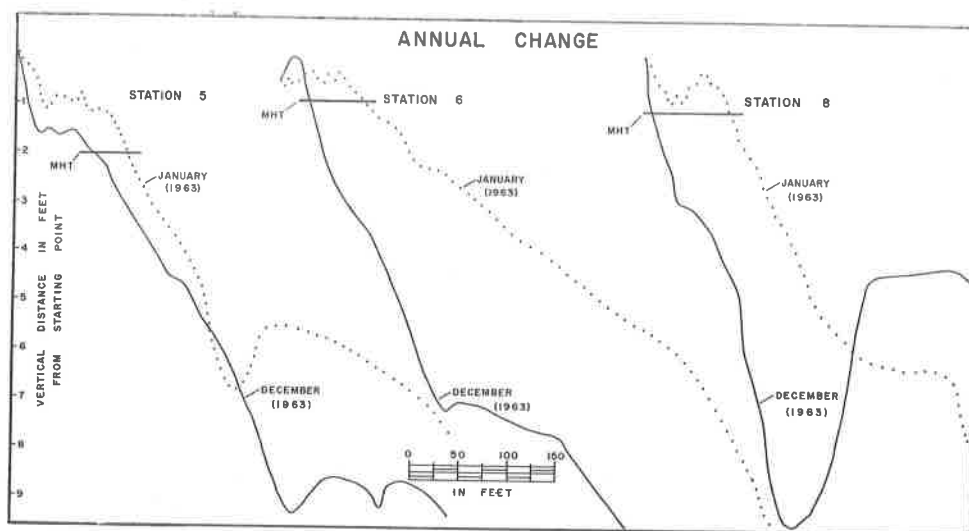 ANNUAL CHANGE
STATION 5
STATION 6
STATION 8
MHT
MHT
MHT
JANUARY
(1963)
JANUARY
(1963)
JANUARY
(1963)
DECEMBER
(1963)
DECEMBER
(1963)
DECEMBER
(1963)
VERTICAL DISTANCE IN FEET
FROM STARTING POINT
1
2
3
4
5
6
7
8
9
0 50 100 150
IN FEET